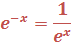 e^{-x} = \frac{1}{e^x}